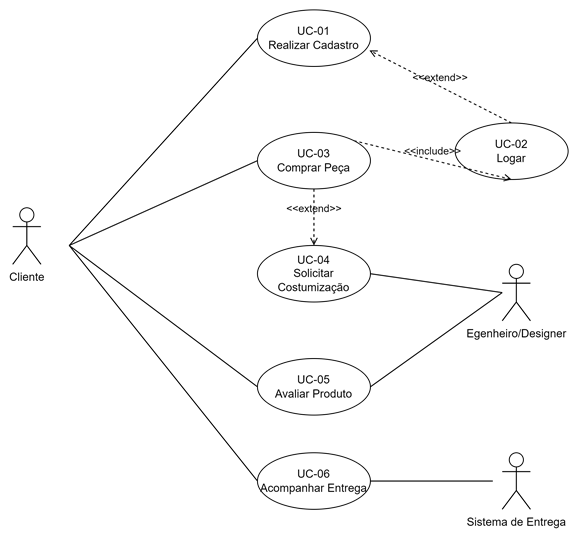 UC-01
Realizar Cadastro
<<extend>>
UC-02
Logar
<<include>>
UC-03
Comprar Peça
<<extend>>
Cliente
UC-04
Solicitar
Costumização
Egenheiro/Designer
UC-05
Avaliar Produto
UC-06
Acompanhar Entrega
Sistema de Entrega